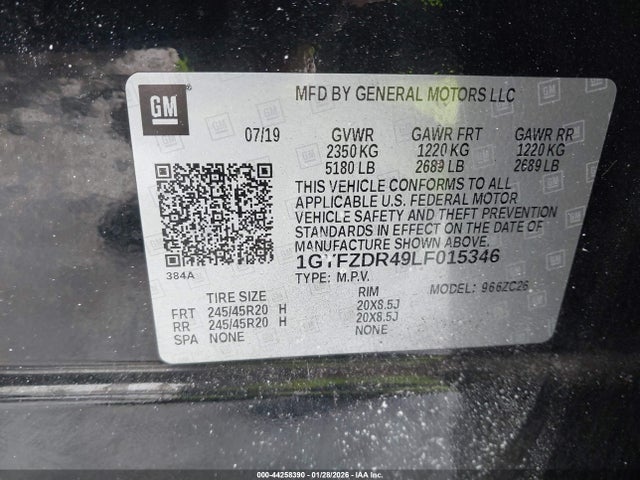 GM
MFD BY GENERAL MOTORS LLC
07/19 GVWR GAWR FRT GAWR RR
2350 KG 1220 KG 1220 KG
5180 LB 2689 LB 2689 LB
THIS VEHICLE CONFORMS TO ALL
APPLICABLE U.S. FEDERAL MOTOR
VEHICLE SAFETY AND THEFT PREVENTION
STANDARDS IN EFFECT ON THE DATE OF
MANUFACTURE SHOWN ABOVE.
384A
1GYFZDR49LF015346
TYPE: M.P.V.
TIRE SIZE RIM MODEL: 966ZC26
FRT 245/45R20 H 20X8.5J
RR 245/45R20 H 20X8.5J
SPA NONE NONE
000-44258390 - 01/28/2026 - IAA Inc.